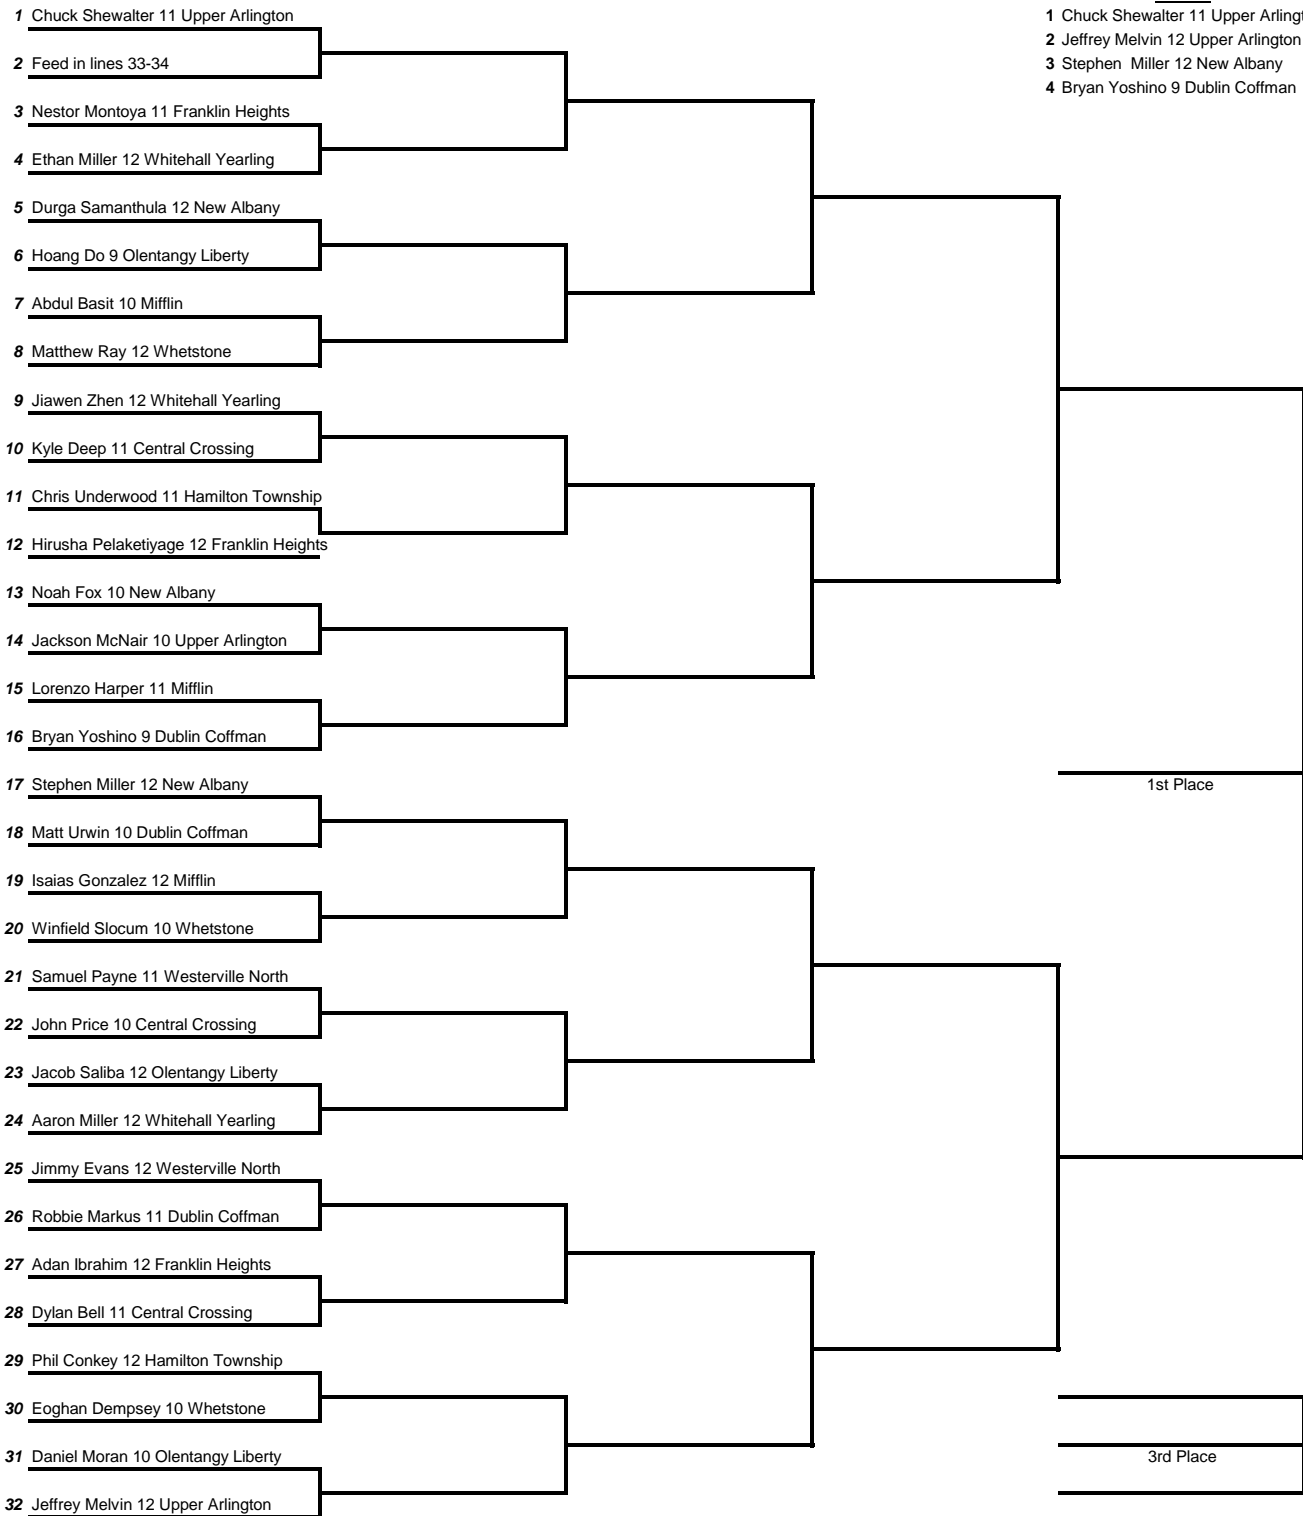 1 Chuck Shewalter 11 Upper Arlington
2 Feed in lines 33-34
3 Nestor Montoya 11 Franklin Heights
4 Ethan Miller 12 Whitehall Yearling
5 Durga Samanthula 12 New Albany
6 Hoang Do 9 Olentangy Liberty
7 Abdul Basit 10 Mifflin
8 Matthew Ray 12 Whetstone
9 Jiawen Zhen 12 Whitehall Yearling
10 Kyle Deep 11 Central Crossing
11 Chris Underwood 11 Hamilton Township
12 Hirusha Pelaketiyage 12 Franklin Heights
13 Noah Fox 10 New Albany
14 Jackson McNair 10 Upper Arlington
15 Lorenzo Harper 11 Mifflin
16 Bryan Yoshino 9 Dublin Coffman
17 Stephen Miller 12 New Albany
18 Matt Urwin 10 Dublin Coffman
19 Isaias Gonzalez 12 Mifflin
20 Winfield Slocum 10 Whetstone
21 Samuel Payne 11 Westerville North
22 John Price 10 Central Crossing
23 Jacob Saliba 12 Olentangy Liberty
24 Aaron Miller 12 Whitehall Yearling
25 Jimmy Evans 12 Westerville North
26 Robbie Markus 11 Dublin Coffman
27 Adan Ibrahim 12 Franklin Heights
28 Dylan Bell 11 Central Crossing
29 Phil Conkey 12 Hamilton Township
30 Eoghan Dempsey 10 Whetstone
31 Daniel Moran 10 Olentangy Liberty
32 Jeffrey Melvin 12 Upper Arlington
1 Chuck Shewalter 11 Upper Arlingt
2 Jeffrey Melvin 12 Upper Arlington
3 Stephen Miller 12 New Albany
4 Bryan Yoshino 9 Dublin Coffman
1st Place
3rd Place